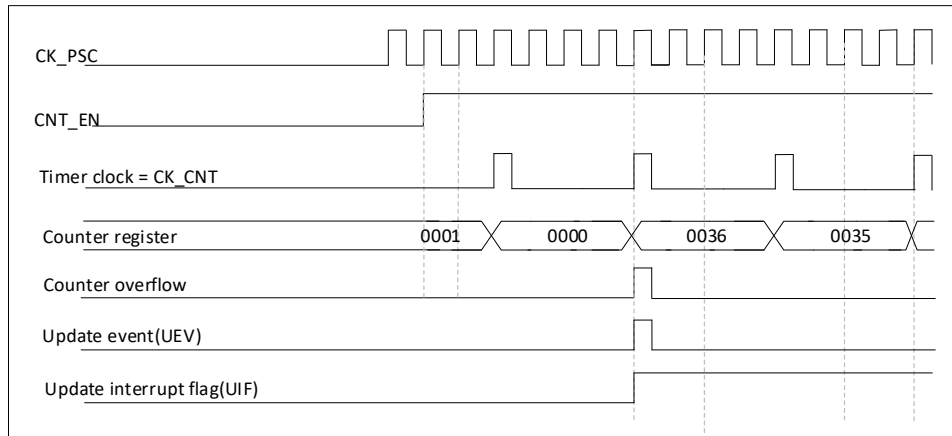 CK_PSC
CNT_EN
Timer clock = CK_CNT
Counter register 0001 0000 0036 0035
Counter overflow
Update event(UEV)
Update interrupt flag(UIF)